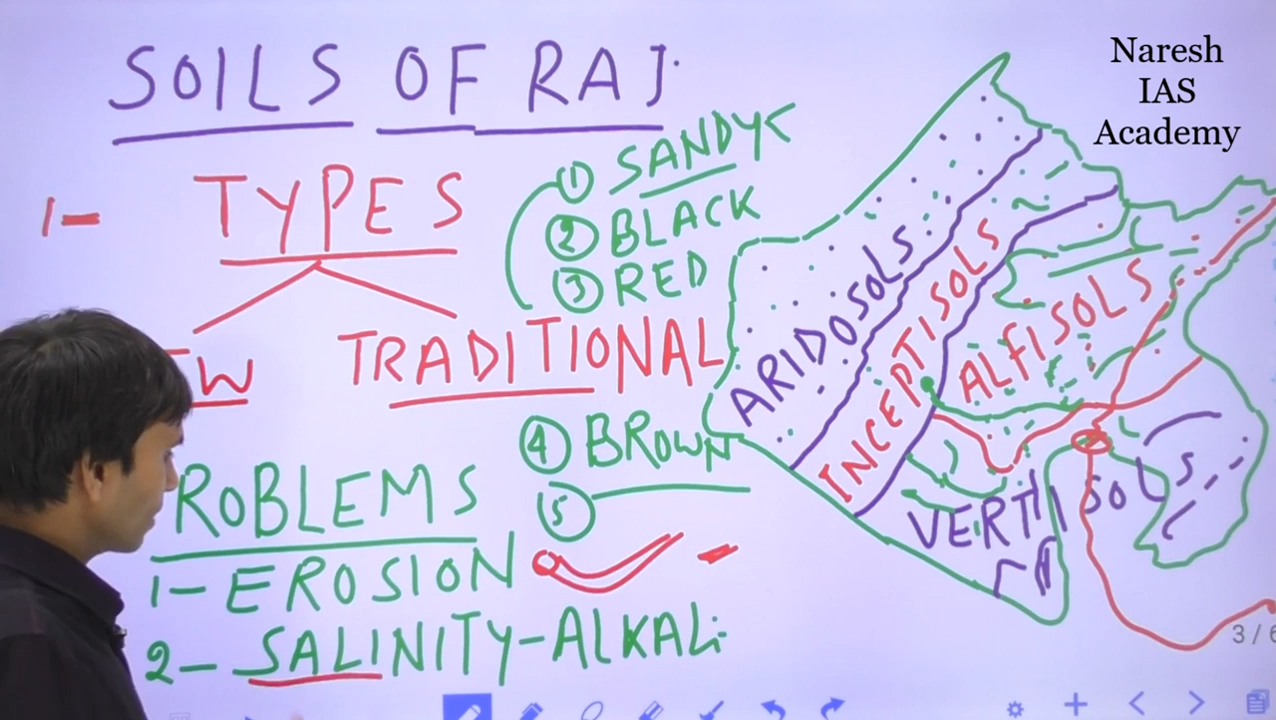 SOILS OF RAJ.
Naresh
IAS
Academy
1- TYPES
W TRADITIONAL
① SANDY
② BLACK
③ RED
④ BROWN
⑤
ROBLEMS
1- EROSION
2- SALINITY-ALKALi
ARIDOSOLS
INCEPTISOLS
ALFISOLS
VERTISOLS
3 / 6